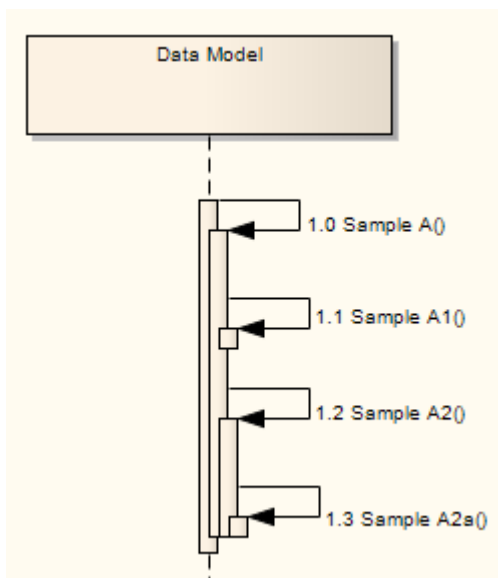 Data Model
1.0 Sample A()
1.1 Sample A1()
1.2 Sample A2()
1.3 Sample A2a()